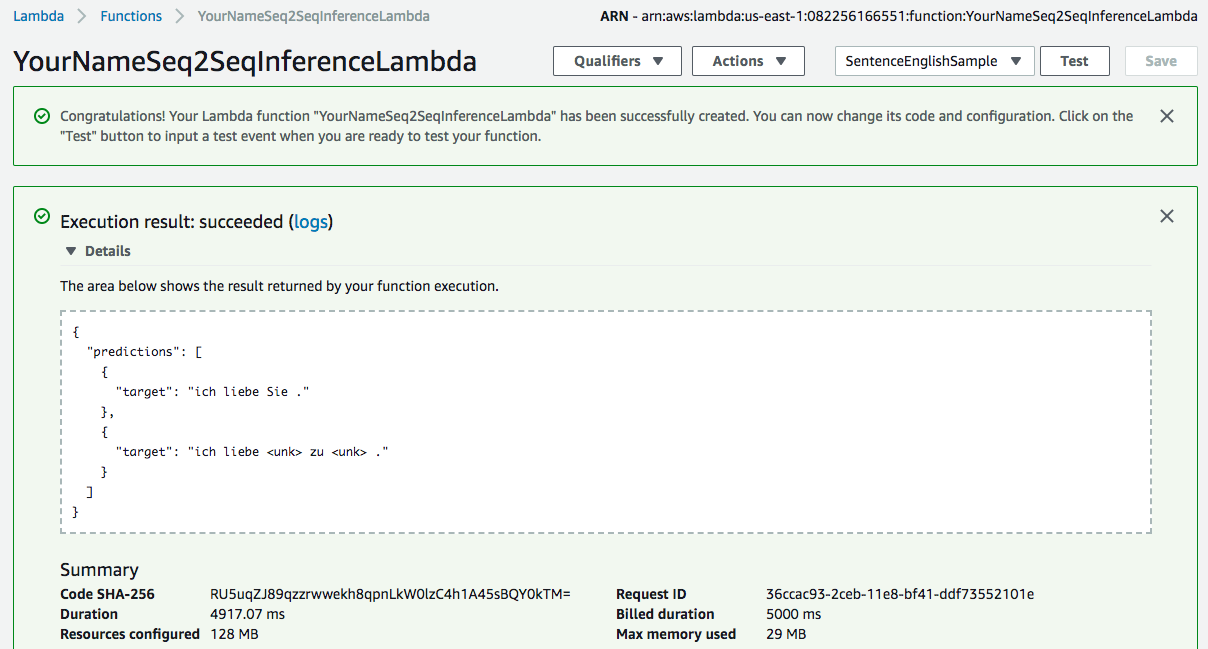 Lambda Functions YourNameSeq2SeqInferenceLambda ARN - arn:aws:lambda:us-east-1:082256166551:function:YourNameSeq2SeqInferenceLambda
YourNameSeq2SeqInferenceLambda Qualifiers Actions SentenceEnglishSample Test Save
Congratulations! Your Lambda function "YourNameSeq2SeqInferenceLambda" has been successfully created. You can now change its code and configuration. Click on the
"Test" button to input a test event when you are ready to test your function.
Execution result: succeeded (logs)
Details
The area below shows the result returned by your function execution.
{
"predictions": [
{
"target": "ich liebe Sie ."
},
{
"target": "ich liebe <unk> zu <unk> ."
}
]
}
Summary
Code SHA-256 RU5uqZJ89qzzrwwekh8qpnLkW0lzC4h1A45sBQY0kTM= Request ID 36ccac93-2ceb-11e8-bf41-ddf73552101e
Duration 4917.07 ms Billed duration 5000 ms
Resources configured 128 MB Max memory used 29 MB